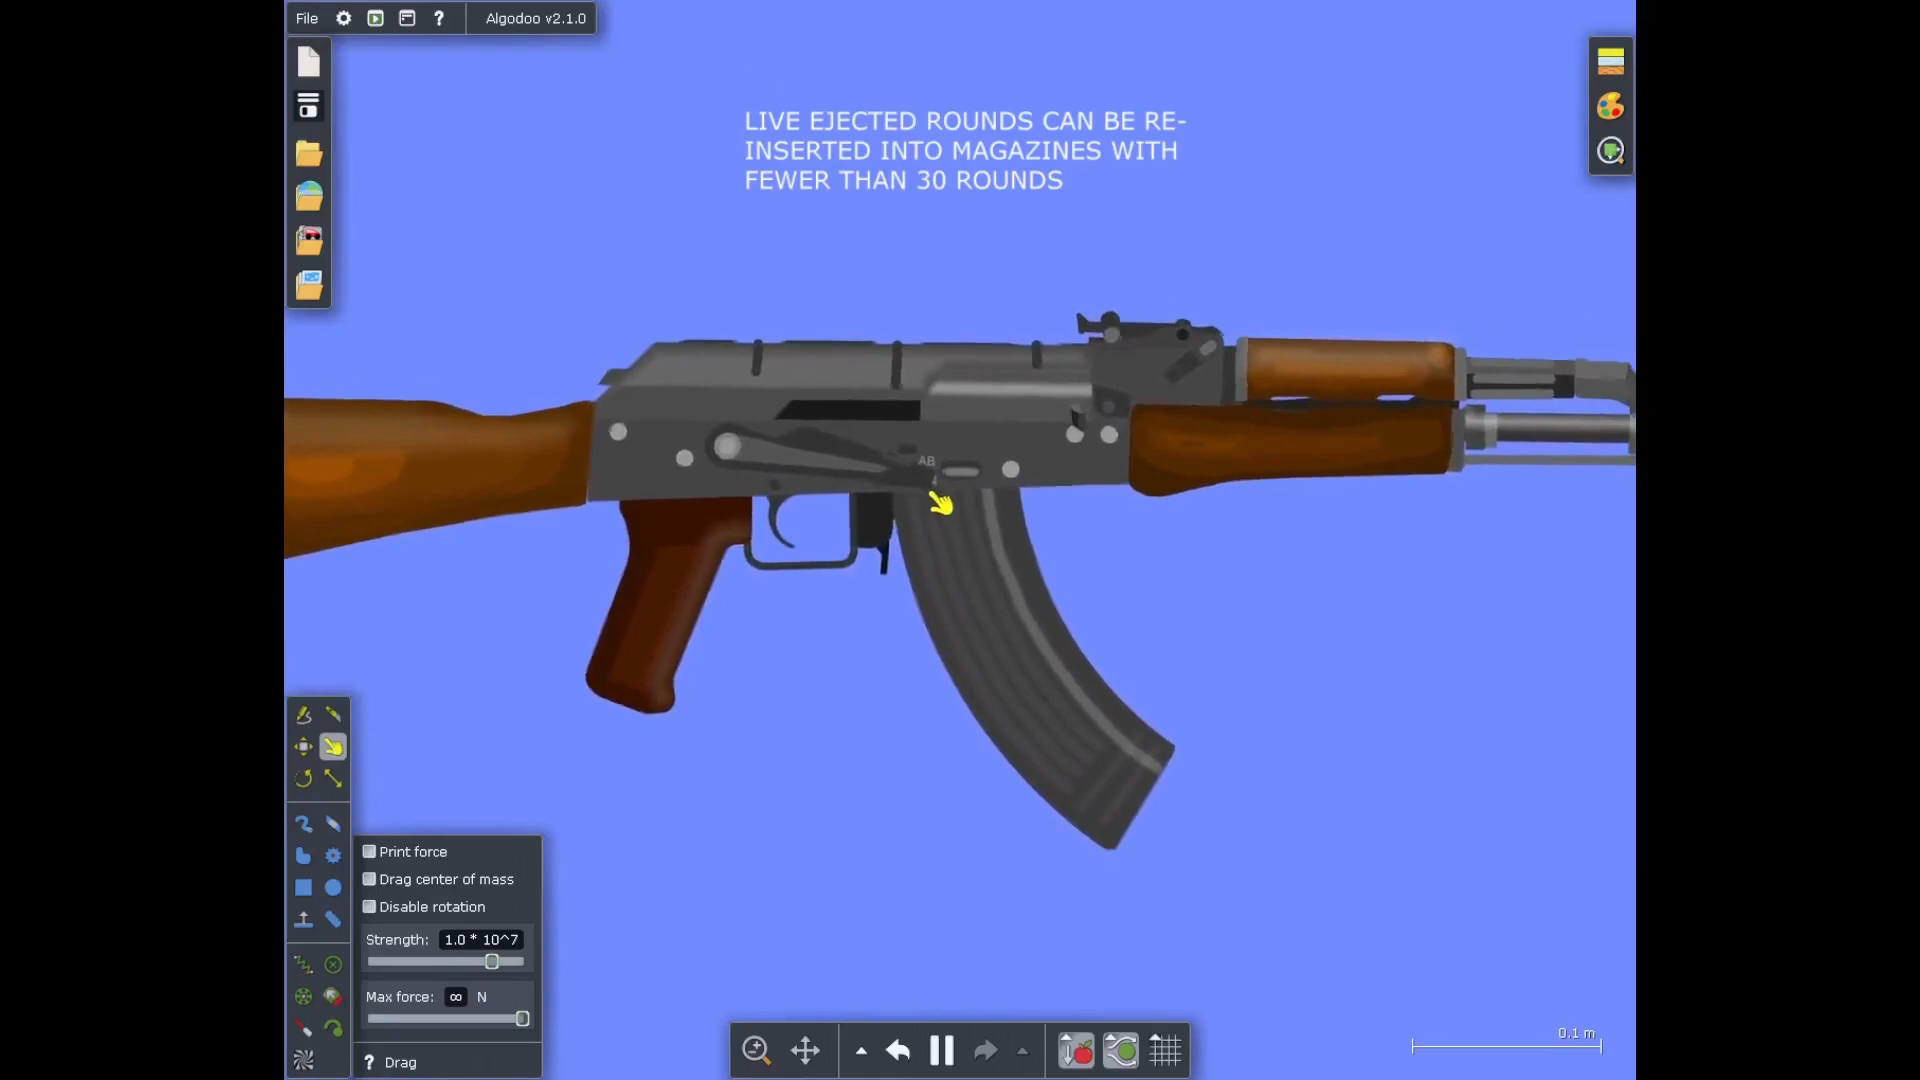 File ? Algodoo v2.1.0
LIVE EJECTED ROUNDS CAN BE RE-
INSERTED INTO MAGAZINES WITH
FEWER THAN 30 ROUNDS
AB
Print force
Drag center of mass
Disable rotation
Strength: 1.0 * 10^7
Max force: ∞ N
? Drag
0.1 m